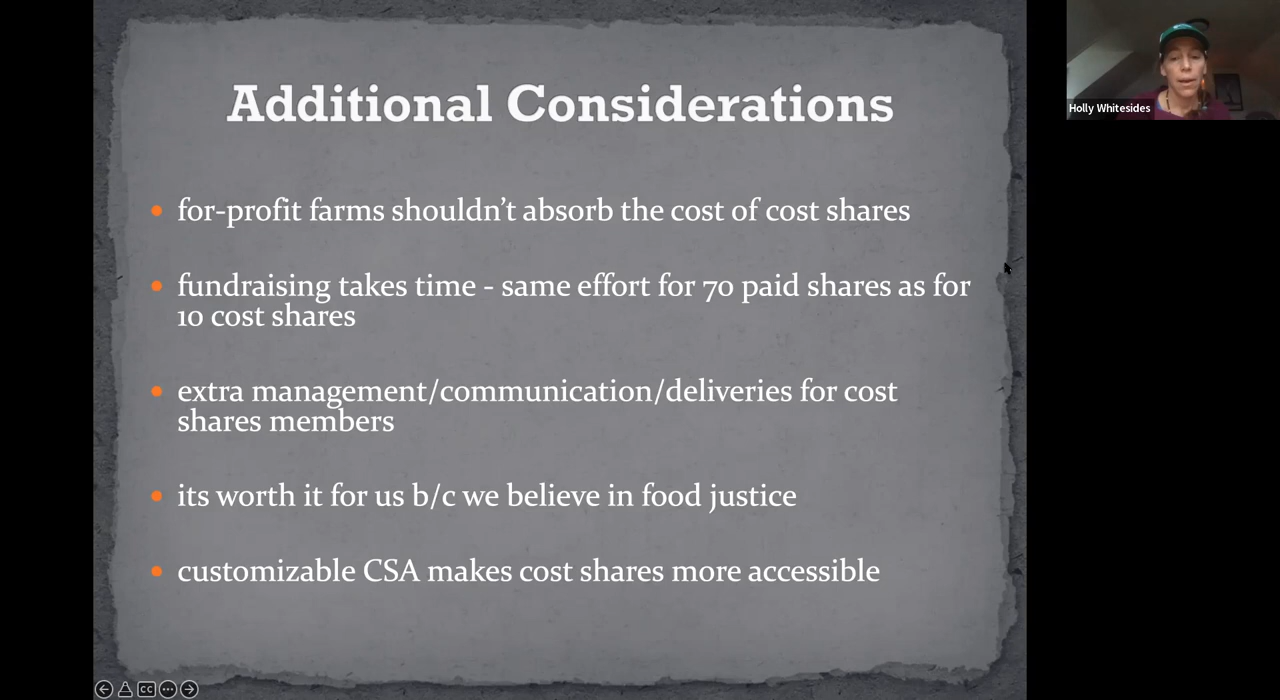 Additional Considerations
for-profit farms shouldn't absorb the cost of cost shares
fundraising takes time - same effort for 70 paid shares as for
10 cost shares
extra management/communication/deliveries for cost
shares members
its worth it for us b/c we believe in food justice
customizable CSA makes cost shares more accessible
Holly Whitesides
CC